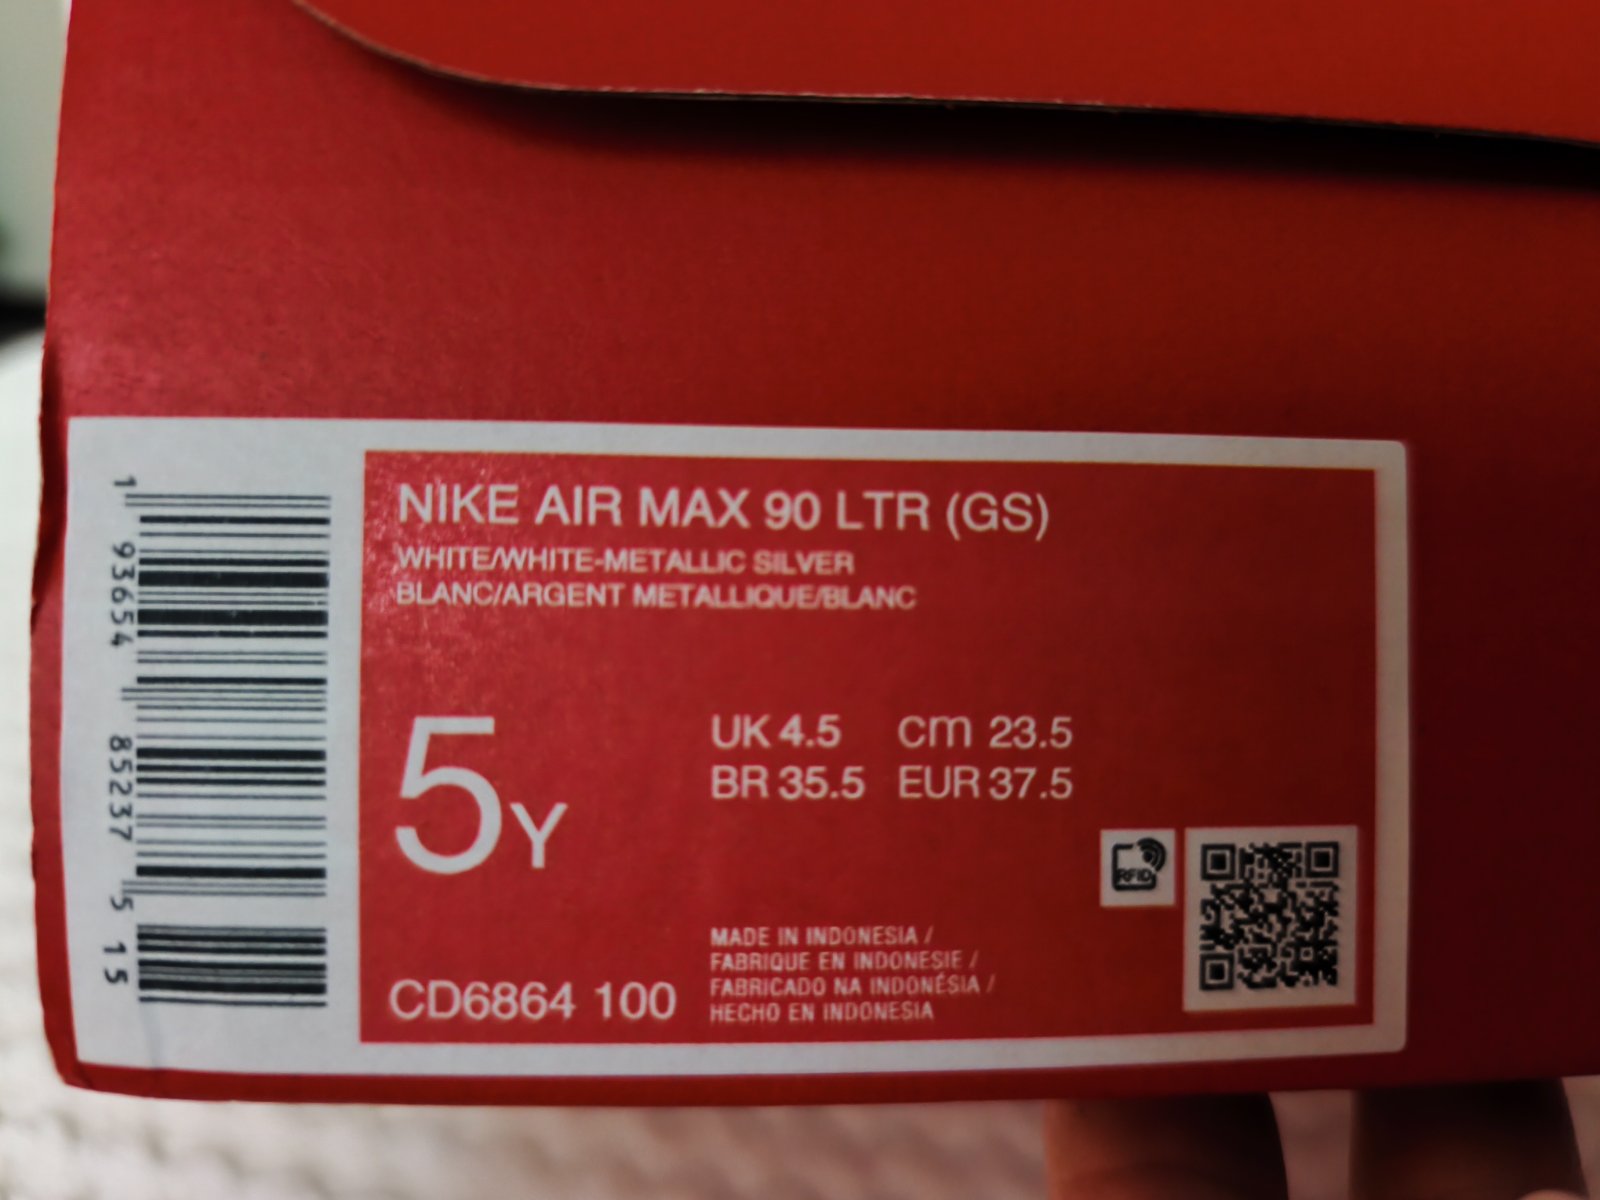 1 93654 85237 5 15
NIKE AIR MAX 90 LTR (GS)
WHITE/WHITE-METALLIC SILVER
BLANC/ARGENT METALLIQUE/BLANC
5Y
UK 4.5 cm 23.5
BR 35.5 EUR 37.5
RFID
CD6864 100
MADE IN INDONESIA /
FABRIQUE EN INDONESIE /
FABRICADO NA INDONÉSIA /
HECHO EN INDONESIA